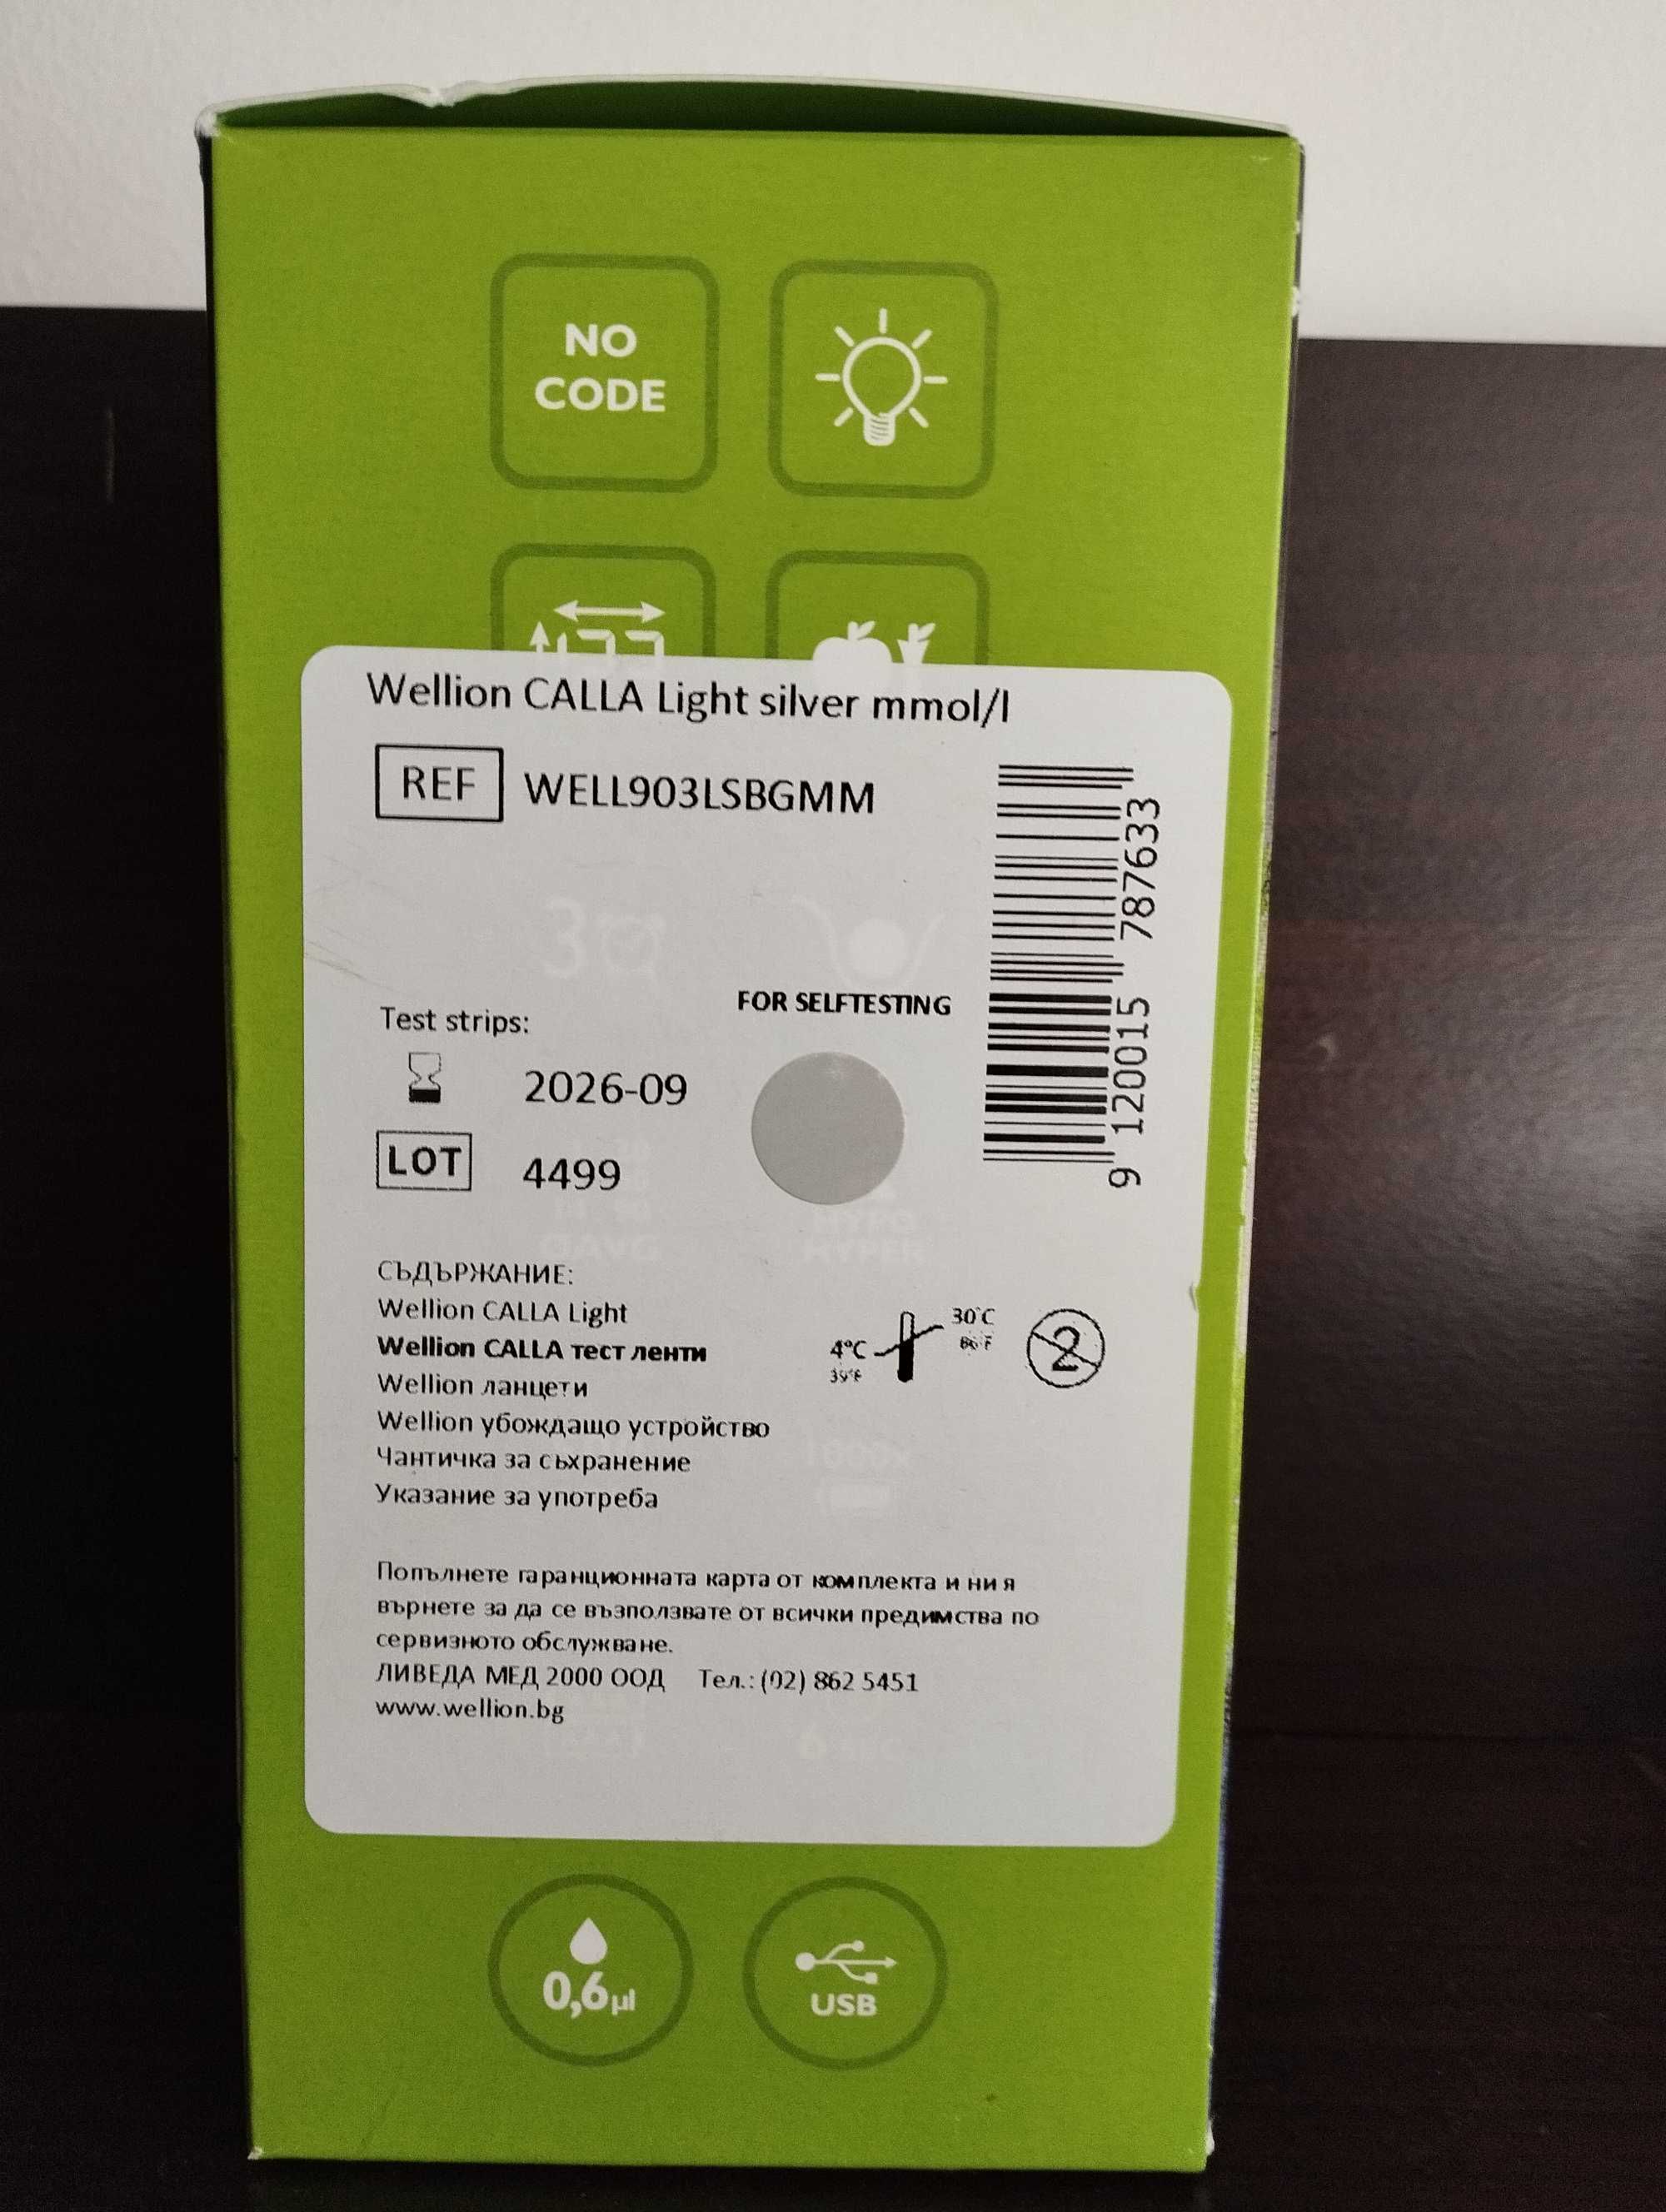 NO
CODE
Wellion CALLA Light silver mmol/l
REF WELL903LSBGMM
FOR SELFTESTING
Test strips:
2026-09
LOT 4499
9 120015 787633
СЪДЪРЖАНИЕ:
Wellion CALLA Light
Wellion CALLA тест ленти
Wellion ланцети
Wellion убождащо устройство
Чантичка за съхранение
Указание за употреба
30°C
4°C
39°F
2
Попълнете гаранционната карта от комплекта и ни я
върнете за да се възползвате от всички предимства по
сервизното обслужване.
ЛИВЕДА МЕД 2000 ООД Тел.: (02) 862 5451
www.wellion.bg
0,6 µl
USB